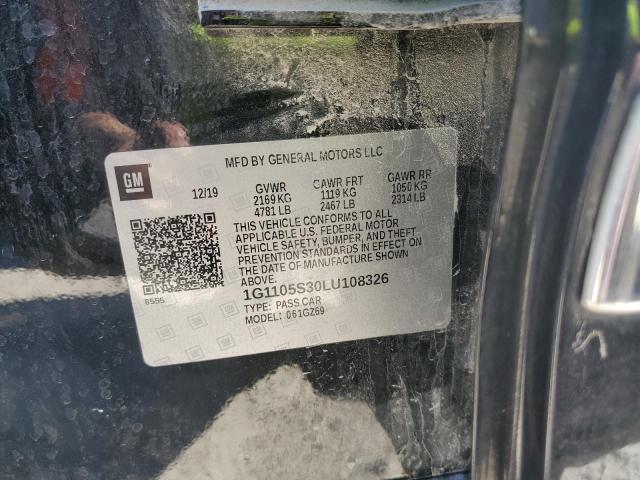 MFD BY GENERAL MOTORS LLC
GM
12/19
GVWR GAWR FRT GAWR RR
2169 KG 1119 KG 1050 KG
4781 LB 2467 LB 2314 LB
THIS VEHICLE CONFORMS TO ALL
APPLICABLE U.S. FEDERAL MOTOR
VEHICLE SAFETY, BUMPER, AND THEFT
PREVENTION STANDARDS IN EFFECT ON
THE DATE OF MANUFACTURE SHOWN
ABOVE.
8555
1G1105S30LU108326
TYPE: PASS CAR
MODEL: 061GZ69